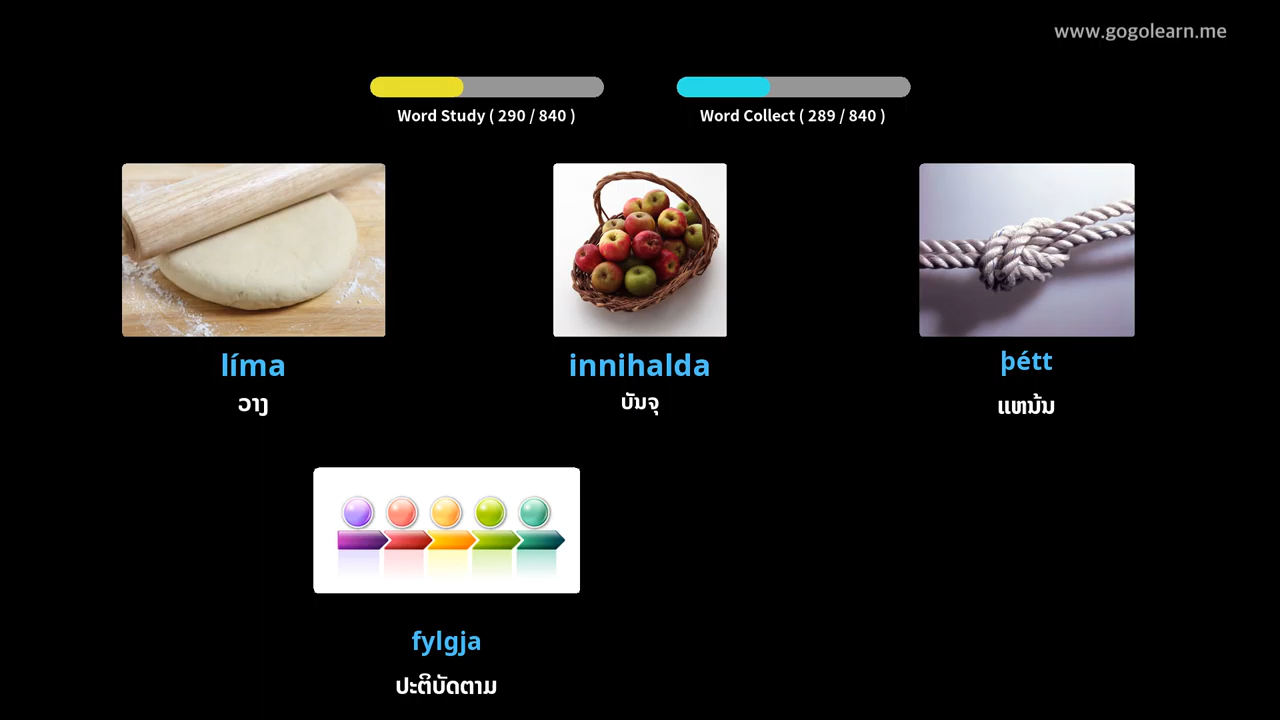 www.gogolearn.me
Word Study ( 290 / 840 )
Word Collect ( 289 / 840 )
líma
ວາງ
innihalda
ບັນຈຸ
þétt
ແຫນ້ນ
fylgja
ປະຕິບັດຕາມ